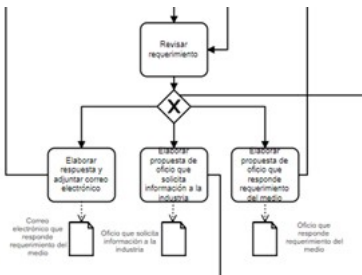 Revisar
requerimiento
Elaborar
respuesta y
adjuntar correo
electrónico
Elaborar
propuesta de
oficio que
solicita
información a la
industria
Elaborar propuesta
de oficio que
responde
requerimiento
del medio
Correo
electrónico que
responde
requerimiento del
medio
Oficio que solicita
información a la
industria
Oficio que
responde
requerimiento del
medio